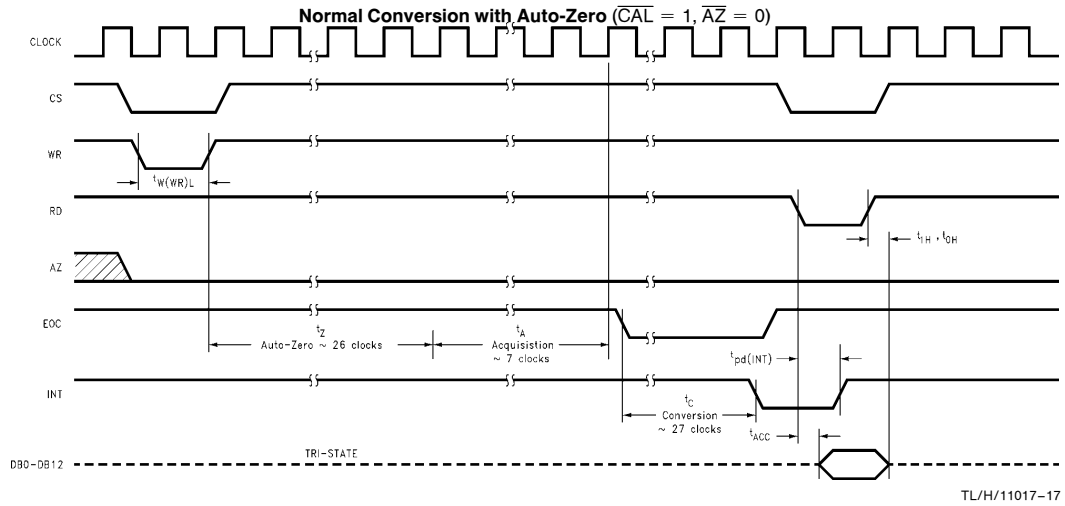 Normal Conversion with Auto-Zero (CAL = 1, AZ = 0)
CLOCK
CS
WR
tW(WR)L
RD
t1H , t0H
AZ
EOC
tZ
Auto-Zero ~ 26 clocks
tA
Acquisistion
~ 7 clocks
tpd(INT)
INT
tC
Conversion
~ 27 clocks
tACC
DB0-DB12
TRI-STATE
TL/H/11017–17